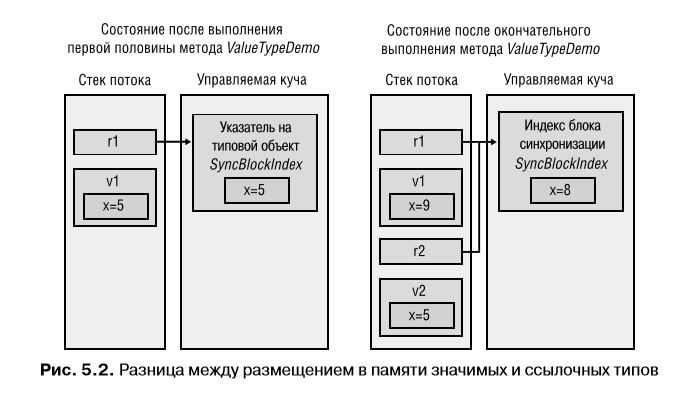 Состояние после выполнения
первой половины метода ValueTypeDemo
Стек потока
Управляемая куча
r1
v1
x=5
Указатель на
типовой объект
SyncBlockIndex
x=5
Состояние после окончательного
выполнения метода ValueTypeDemo
Стек потока
Управляемая куча
r1
v1
x=9
r2
v2
x=5
Индекс блока
синхронизации
SyncBlockIndex
x=8
Рис. 5.2. Разница между размещением в памяти значимых и ссылочных типов